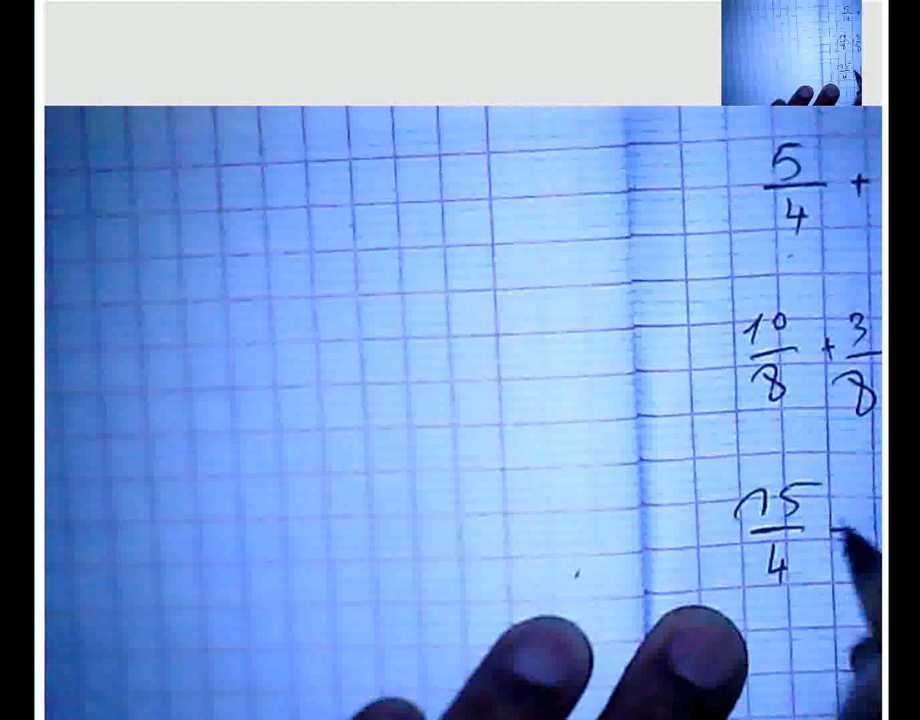 5/4 +
10/8 + 3/8
15/4 -